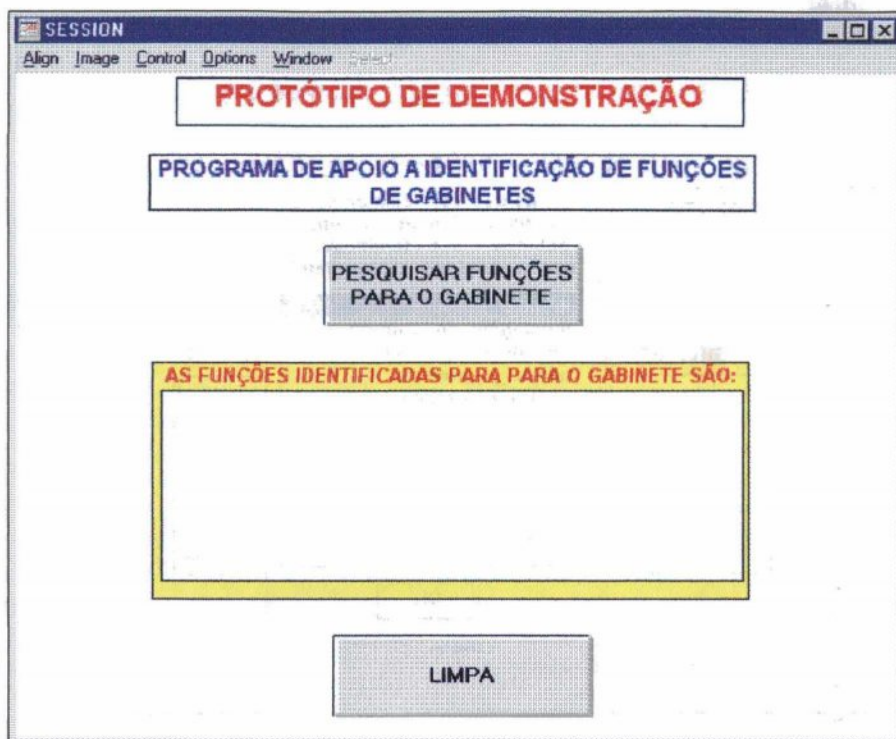 SESSION
Align Image Control Options Window Select
PROTÓTIPO DE DEMONSTRAÇÃO
PROGRAMA DE APOIO A IDENTIFICAÇÃO DE FUNÇÕES
DE GABINETES
PESQUISAR FUNÇÕES
PARA O GABINETE
AS FUNÇÕES IDENTIFICADAS PARA PARA O GABINETE SÃO:
LIMPA